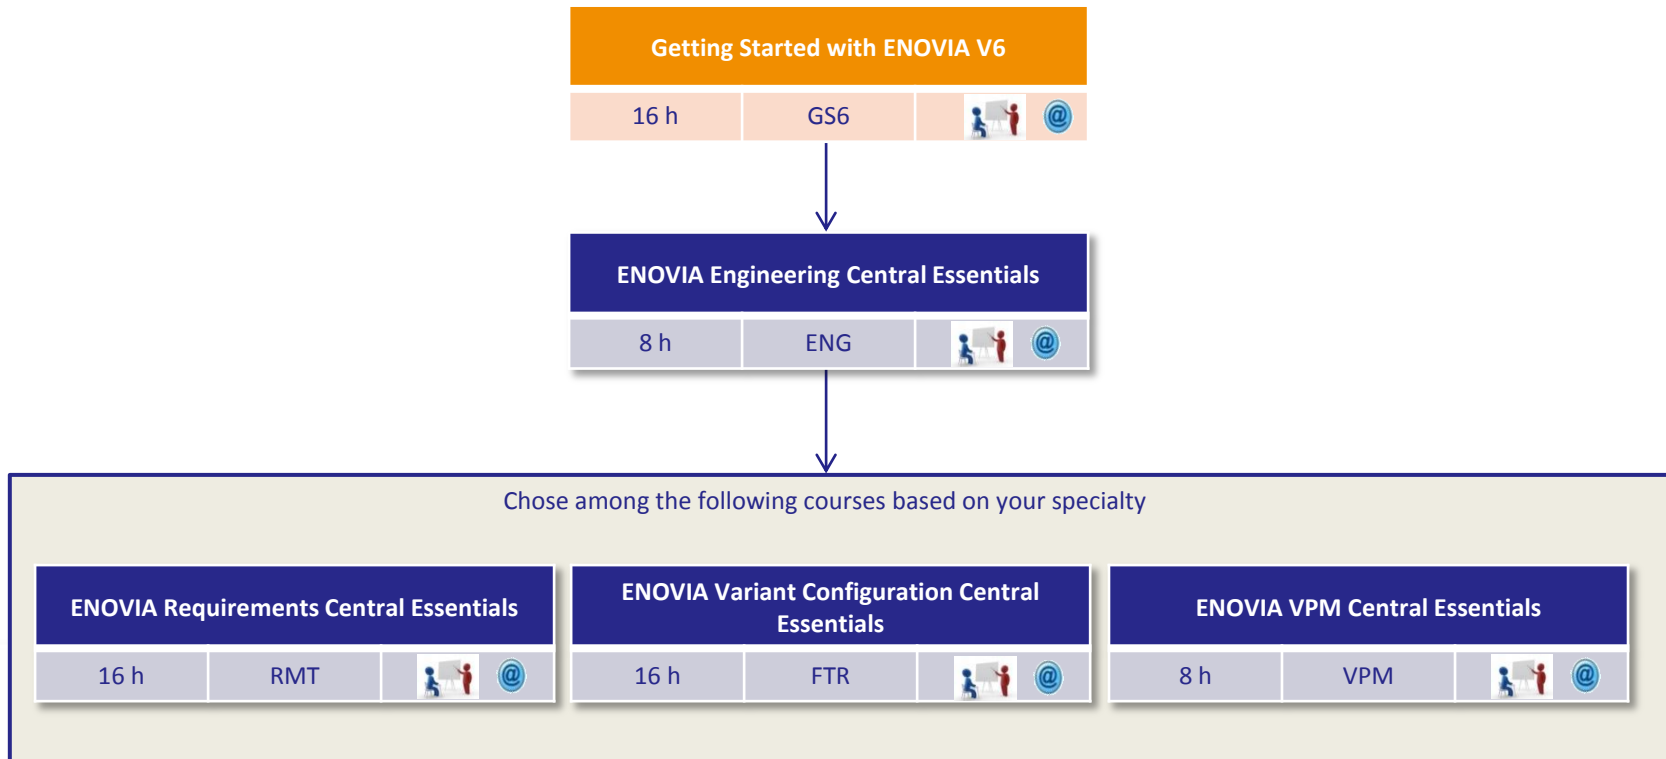 Getting Started with ENOVIA V6
16 h GS6 @
ENOVIA Engineering Central Essentials
8 h ENG @
Chose among the following courses based on your specialty
ENOVIA Requirements Central Essentials
16 h RMT @
ENOVIA Variant Configuration Central
Essentials
16 h FTR @
ENOVIA VPM Central Essentials
8 h VPM @